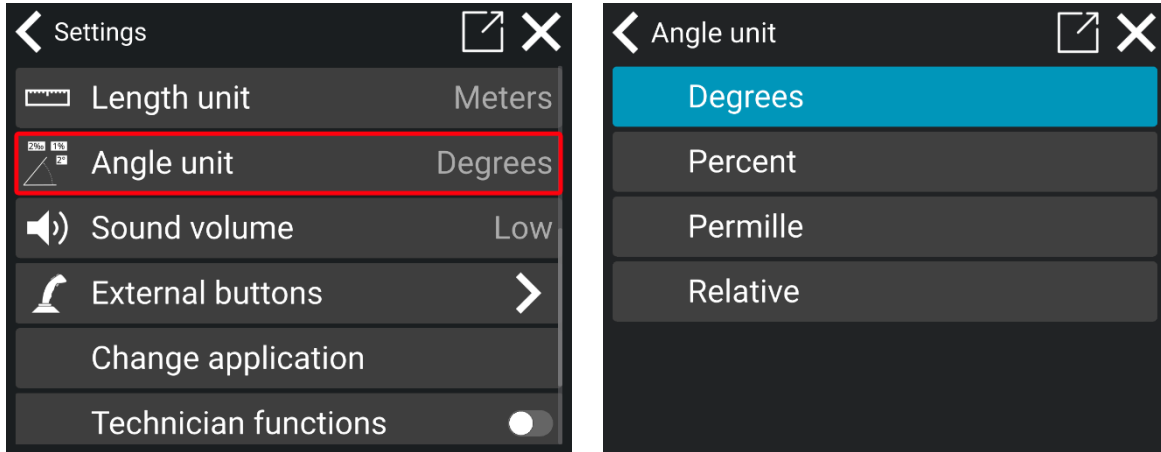 Settings
Length unit Meters
2‰ 1%
2°
Angle unit Degrees
Sound volume Low
External buttons
Change application
Technician functions
Angle unit
Degrees
Percent
Permille
Relative